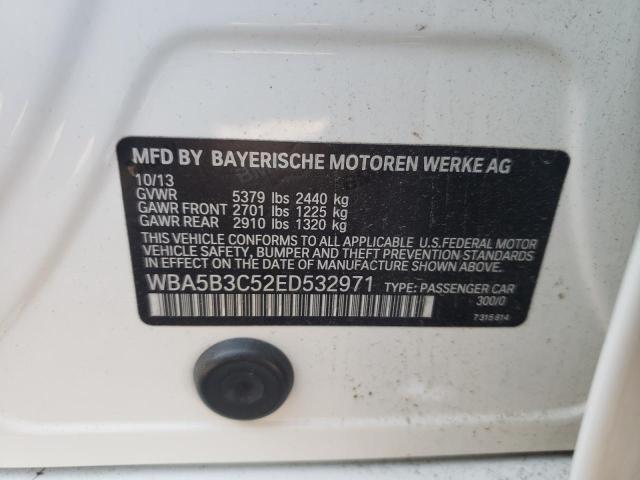 MFD BY BAYERISCHE MOTOREN WERKE AG
10/13
GVWR 5379 lbs 2440 kg
GAWR FRONT 2701 lbs 1225 kg
GAWR REAR 2910 lbs 1320 kg
THIS VEHICLE CONFORMS TO ALL APPLICABLE U.S.FEDERAL MOTOR
VEHICLE SAFETY, BUMPER AND THEFT PREVENTION STANDARDS
IN EFFECT ON THE DATE OF MANUFACTURE SHOWN ABOVE.
WBA5B3C52ED532971 TYPE: PASSENGER CAR
300/0
7315814